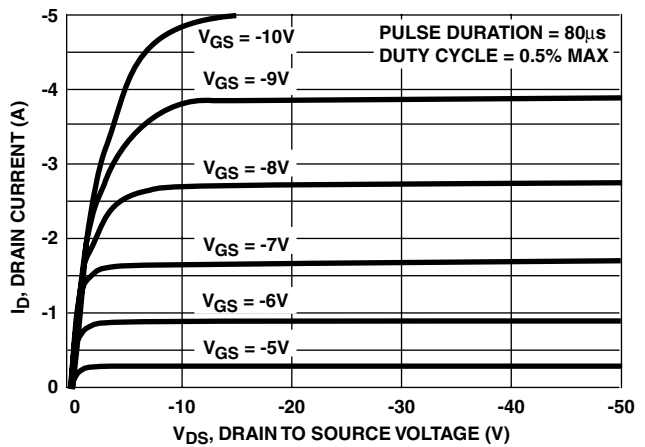 -5
-4
-3
-2
-1
0
I_D, DRAIN CURRENT (A)
V_GS = -10V
PULSE DURATION = 80µs
DUTY CYCLE = 0.5% MAX
V_GS = -9V
V_GS = -8V
V_GS = -7V
V_GS = -6V
V_GS = -5V
0 -10 -20 -30 -40 -50
V_DS, DRAIN TO SOURCE VOLTAGE (V)